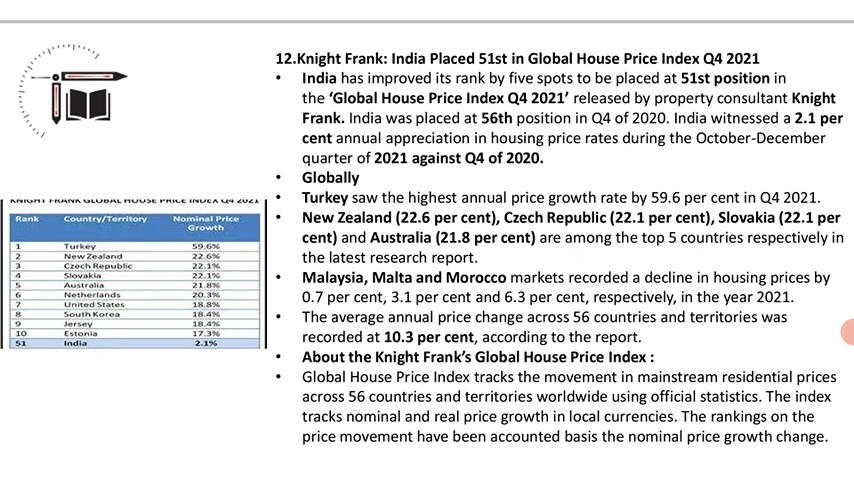 12.Knight Frank: India Placed 51st in Global House Price Index Q4 2021
• India has improved its rank by five spots to be placed at 51st position in
the ‘Global House Price Index Q4 2021’ released by property consultant Knight
Frank. India was placed at 56th position in Q4 of 2020. India witnessed a 2.1 per
cent annual appreciation in housing price rates during the October-December
quarter of 2021 against Q4 of 2020.
• Globally
• Turkey saw the highest annual price growth rate by 59.6 per cent in Q4 2021.
• New Zealand (22.6 per cent), Czech Republic (22.1 per cent), Slovakia (22.1 per
cent) and Australia (21.8 per cent) are among the top 5 countries respectively in
the latest research report.
• Malaysia, Malta and Morocco markets recorded a decline in housing prices by
0.7 per cent, 3.1 per cent and 6.3 per cent, respectively, in the year 2021.
• The average annual price change across 56 countries and territories was
recorded at 10.3 per cent, according to the report.
• About the Knight Frank’s Global House Price Index :
• Global House Price Index tracks the movement in mainstream residential prices
across 56 countries and territories worldwide using official statistics. The index
tracks nominal and real price growth in local currencies. The rankings on the
price movement have been accounted basis the nominal price growth change.
KNIGHT FRANK GLOBAL HOUSE PRICE INDEX Q4 2021
Rank Country/Territory Nominal Price
Growth
1 Turkey 59.6%
2 New Zealand 22.6%
3 Czech Republic 22.1%
4 Slovakia 22.1%
5 Australia 21.8%
6 Netherlands 20.3%
7 United States 18.8%
8 South Korea 18.4%
9 Jersey 18.4%
10 Estonia 17.3%
51 India 2.1%